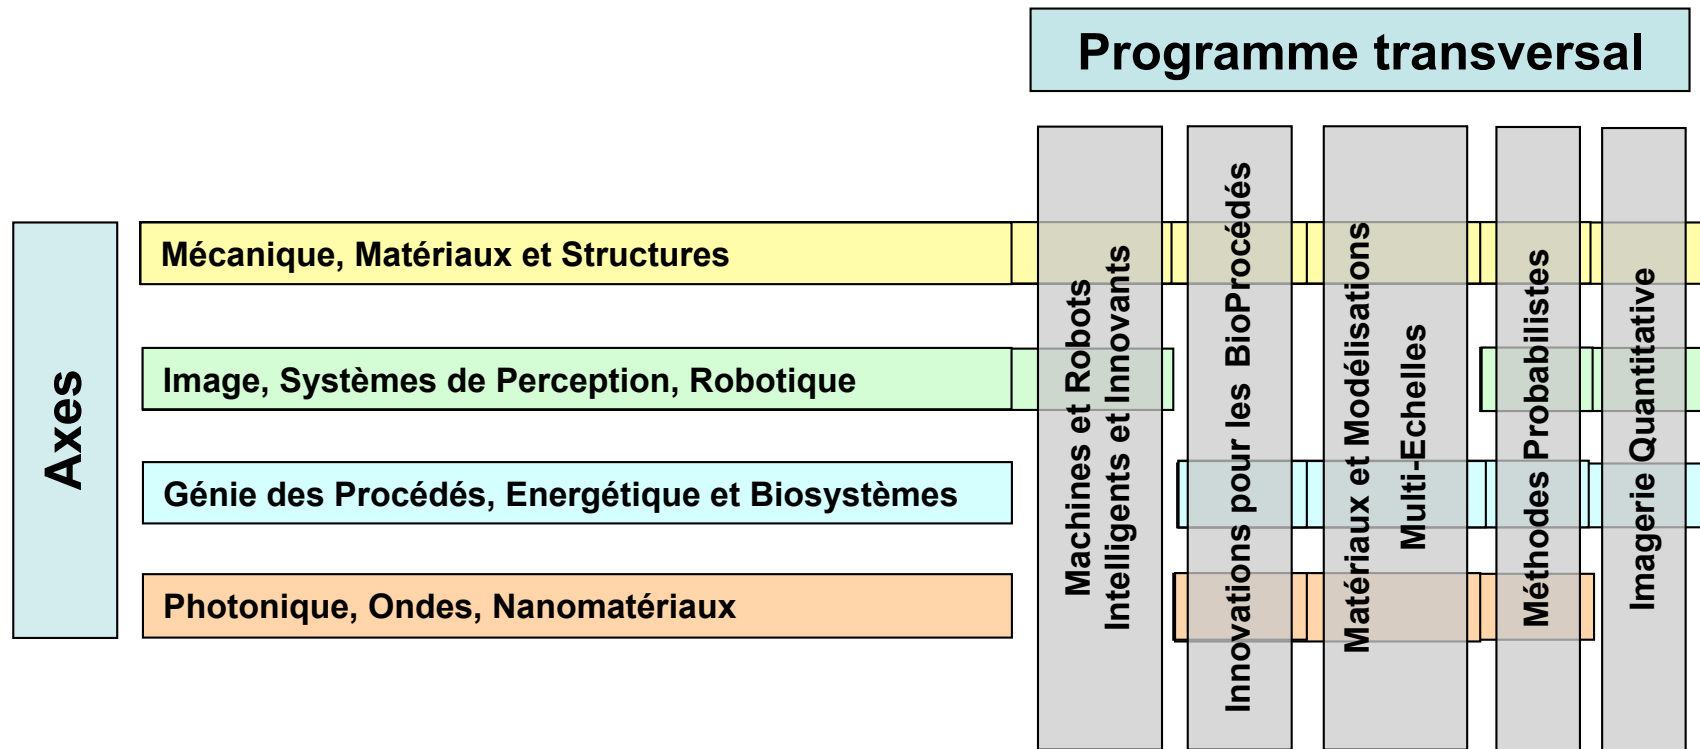 Programme transversal
Axes
Mécanique, Matériaux et Structures
Image, Systèmes de Perception, Robotique
Génie des Procédés, Energétique et Biosystèmes
Photonique, Ondes, Nanomatériaux
Machines et Robots
Intelligents et Innovants
Innovations pour les BioProcédés
Matériaux et Modélisations
Multi-Echelles
Méthodes Probabilistes
Imagerie Quantitative